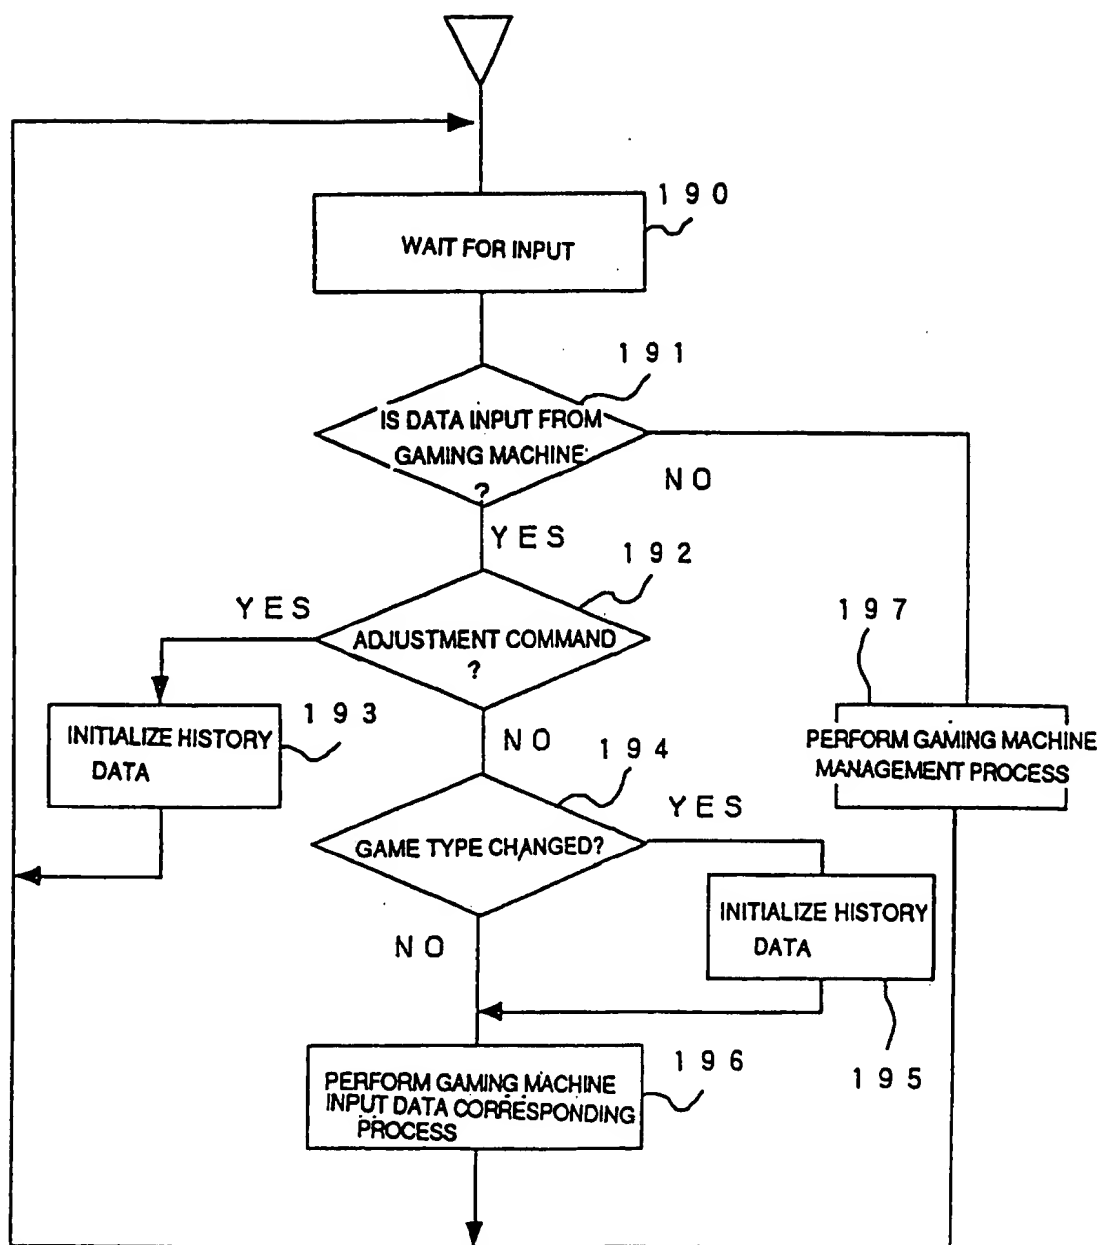 190
WAIT FOR INPUT
191
IS DATA INPUT FROM
GAMING MACHINE
?
NO
YES
192
YES
ADJUSTMENT COMMAND
?
197
193
INITIALIZE HISTORY
DATA
NO
194
PERFORM GAMING MACHINE
MANAGEMENT PROCESS
YES
GAME TYPE CHANGED?
INITIALIZE HISTORY
DATA
NO
195
196
PERFORM GAMING MACHINE
INPUT DATA CORRESPONDING
PROCESS